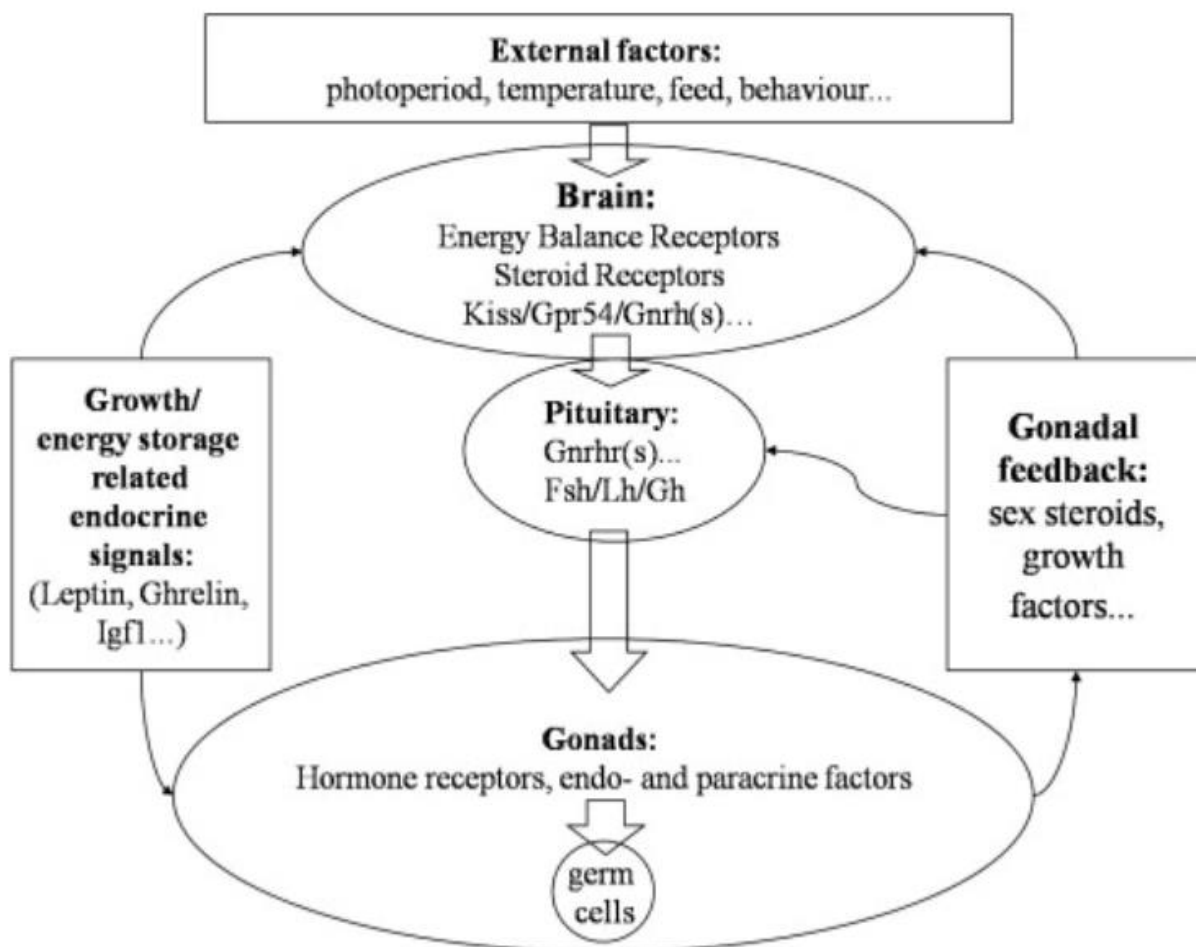 External factors:
photoperiod, temperature, feed, behaviour...
Brain:
Energy Balance Receptors
Steroid Receptors
Kiss/Gpr54/Gnrh(s)...
Growth/
energy storage
related
endocrine
signals:
(Leptin, Ghrelin,
Igf1...)
Pituitary:
Gnrhr(s)...
Fsh/Lh/Gh
Gonadal
feedback:
sex steroids,
growth
factors...
Gonads:
Hormone receptors, endo- and paracrine factors
germ
cells